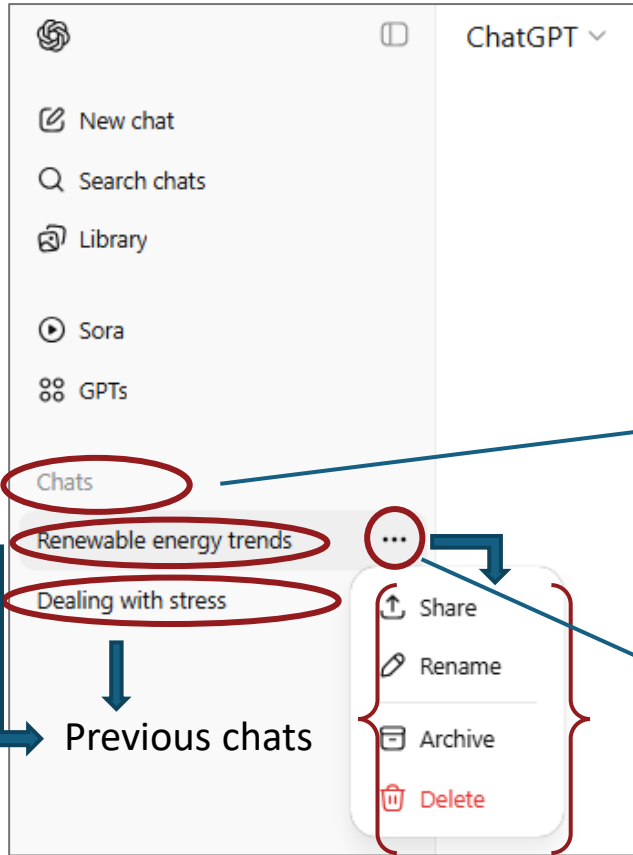 ChatGPT
New chat
Search chats
Library
Sora
GPTs
Chats
Renewable energy trends
Dealing with stress
Share
Rename
Previous chats
Archive
Delete